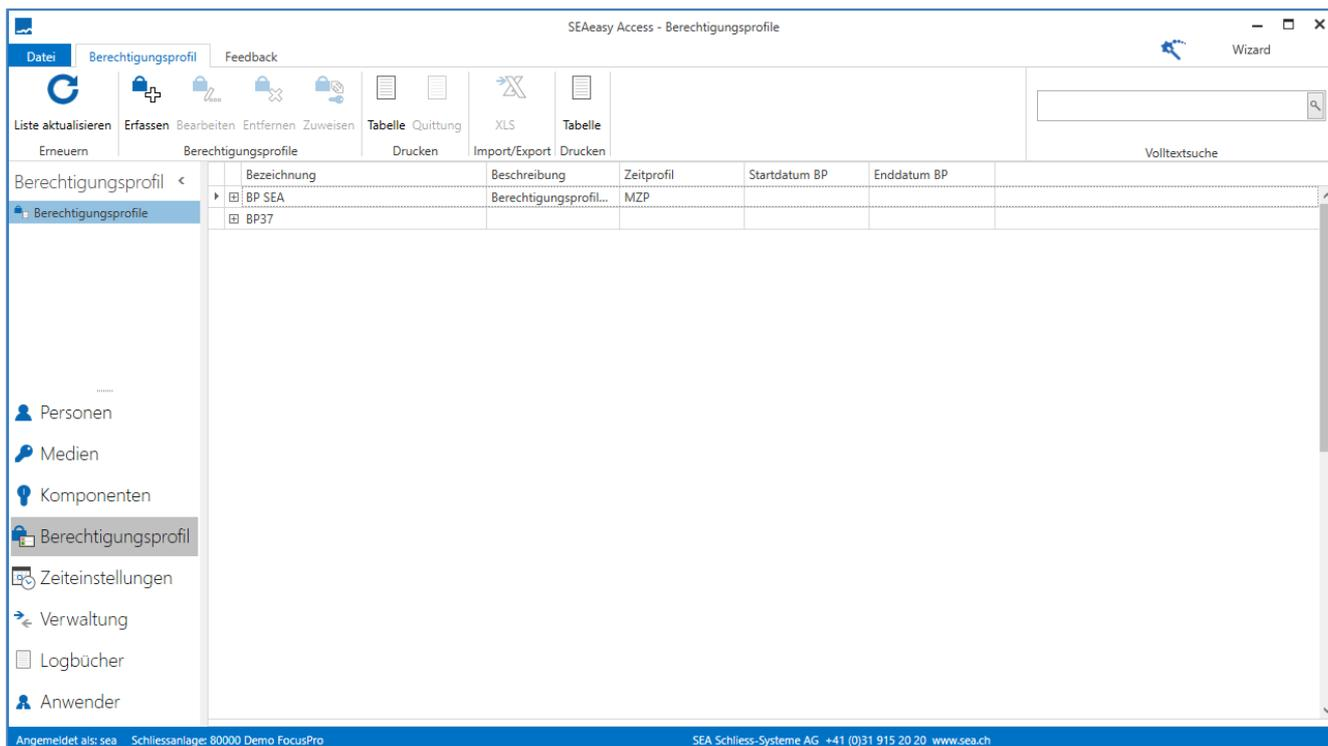 SEAeasy Access - Berechtigungsprofile
Datei Berechtigungsprofil Feedback Wizard
Liste aktualisieren Erfassen Bearbeiten Entfernen Zuweisen Tabelle Quittung XLS Tabelle
Erneuern Berechtigungsprofile Drucken Import/Export Drucken Volltextsuche
Berechtigungsprofil <
Berechtigungsprofile
Bezeichnung Beschreibung Zeitprofil Startdatum BP Enddatum BP
BP SEA Berechtigungsprofil... MZP
BP37
Personen
Medien
Komponenten
Berechtigungsprofil
Zeiteinstellungen
Verwaltung
Logbücher
Anwender
Angemeldet als: sea Schliessanlage: 80000 Demo FocusPro SEA Schliess-Systeme AG +41 (0)31 915 20 20 www.sea.ch